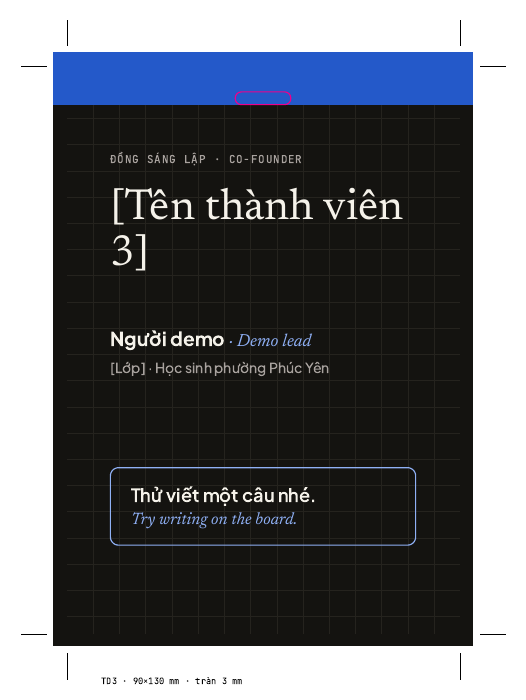 ĐỒNG SÁNG LẬP · CO-FOUNDER
[Tên thành viên
3]
Người demo · Demo lead
[Lớp] · Học sinh phường Phúc Yên
Thử viết một câu nhé.
Try writing on the board.
TD3 · 90×130 mm · tràn 3 mm